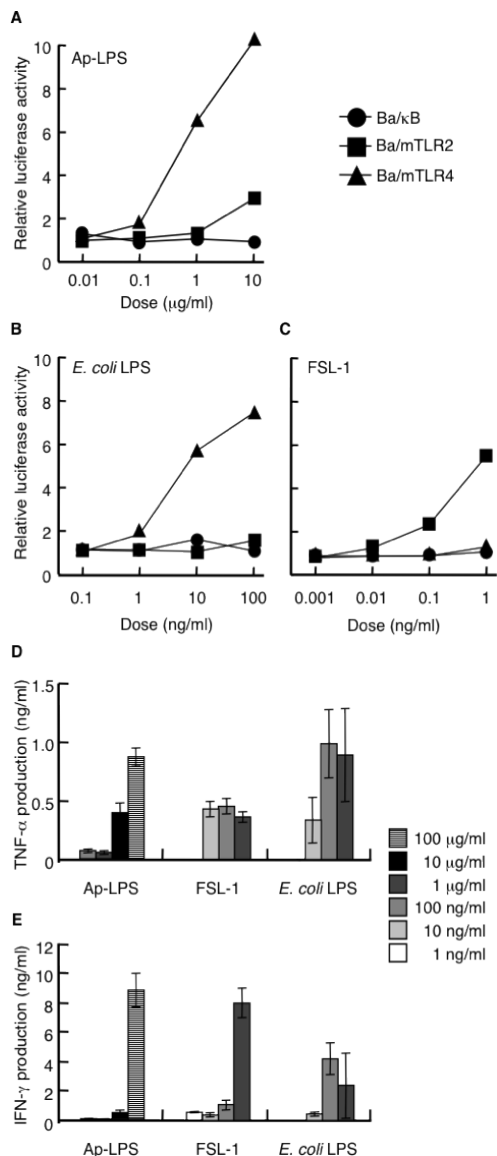 A
Ap-LPS
Relative luciferase activity
10
8
6
4
2
0
0.01 0.1 1 10
Dose (μg/ml)
Ba/κB
Ba/mTLR2
Ba/mTLR4
B
E. coli LPS
Relative luciferase activity
8
6
4
2
0
0.1 1 10 100
Dose (ng/ml)
C
FSL-1
0.001 0.01 0.1 1
Dose (ng/ml)
D
TNF-α production (ng/ml)
1.5
1.0
0.5
0
Ap-LPS FSL-1 E. coli LPS
100 μg/ml
10 μg/ml
1 μg/ml
100 ng/ml
10 ng/ml
1 ng/ml
E
IFN-γ production (ng/ml)
12
10
8
6
4
2
0
Ap-LPS FSL-1 E. coli LPS